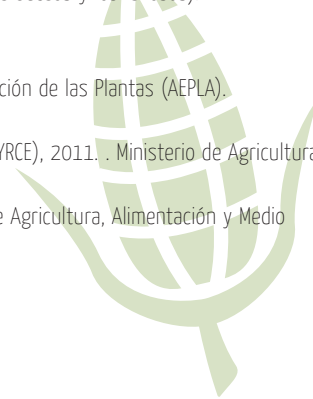 ción de las Plantas (AEPLA).
YRCE), 2011. . Ministerio de Agricultura
e Agricultura, Alimentación y Medio